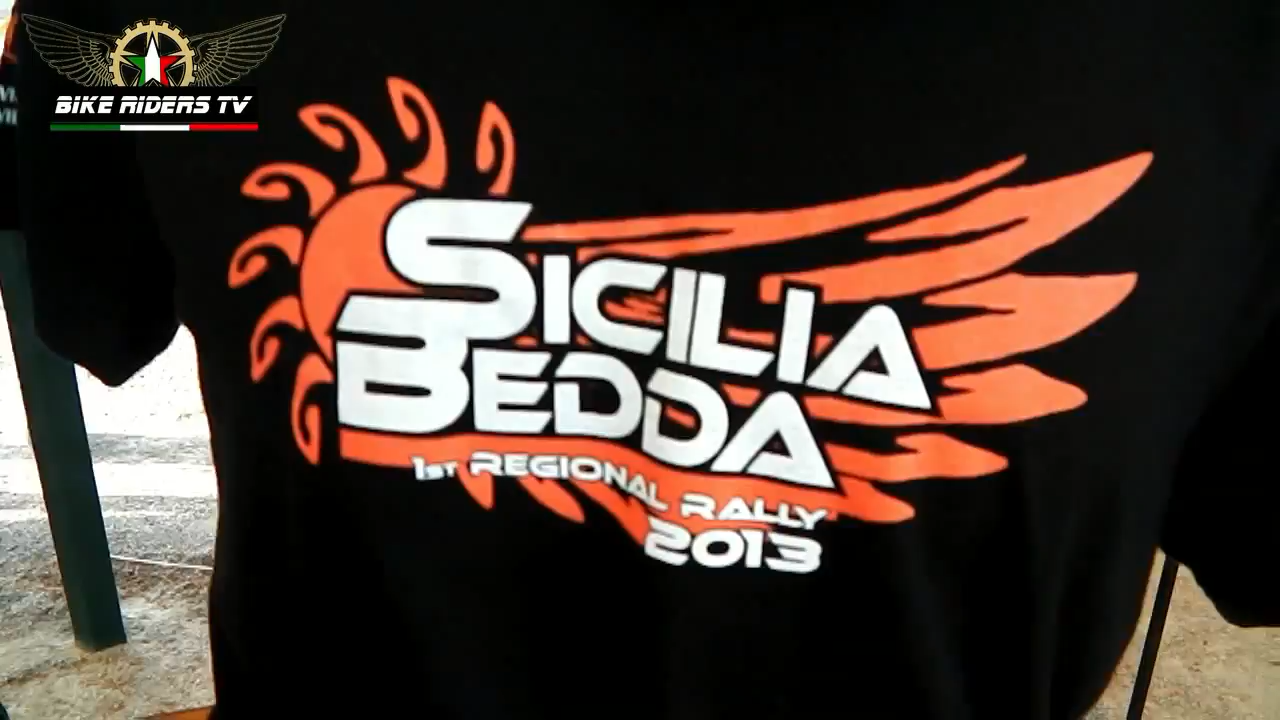 BIKE RIDERS TV
SICILIA
BEDDA
1ST REGIONAL RALLY
2013